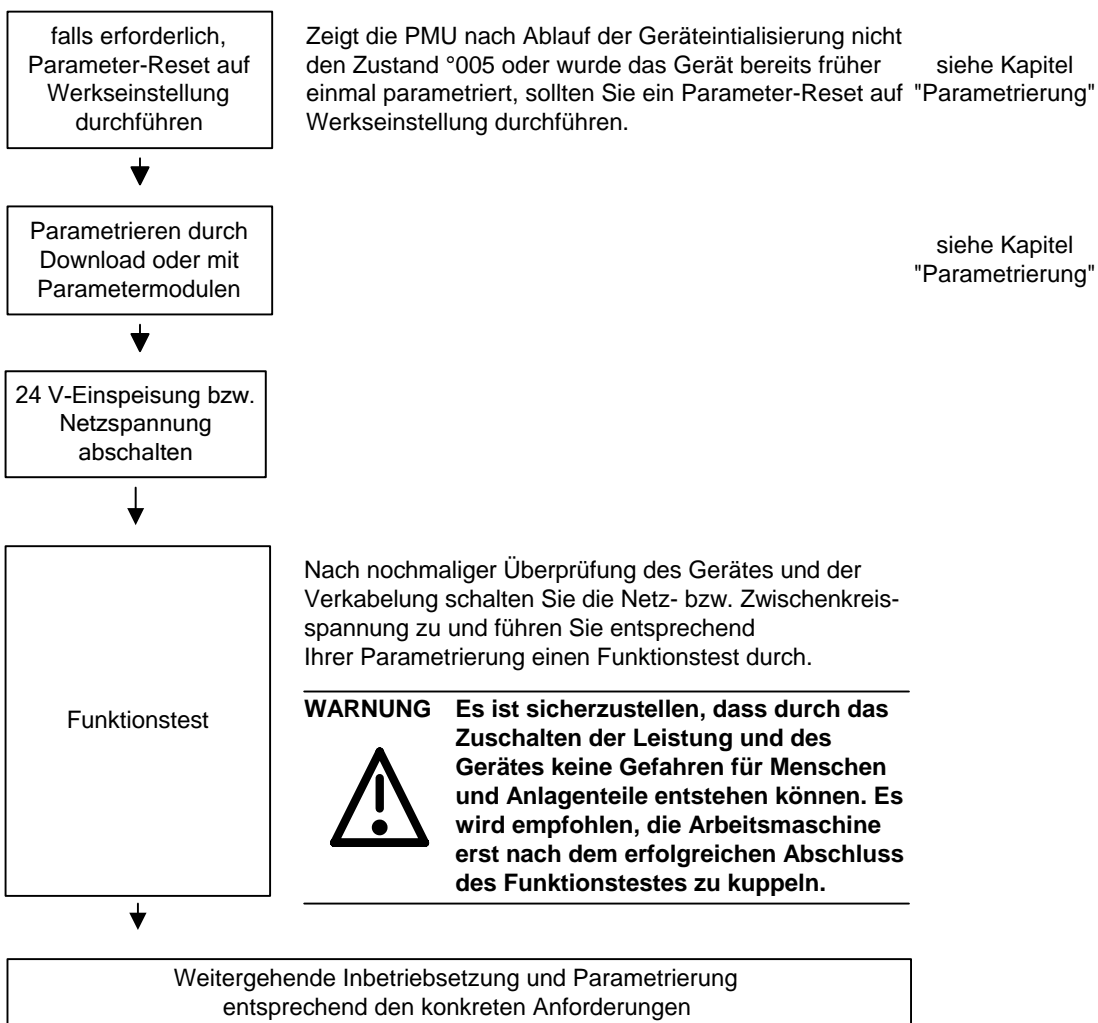 falls erforderlich,
Parameter-Reset auf
Werkseinstellung
durchführen
Zeigt die PMU nach Ablauf der Geräteintialisierung nicht
den Zustand °005 oder wurde das Gerät bereits früher
einmal parametriert, sollten Sie ein Parameter-Reset auf
Werkseinstellung durchführen.
siehe Kapitel
"Parametrierung"
Parametrieren durch
Download oder mit
Parametermodulen
siehe Kapitel
"Parametrierung"
24 V-Einspeisung bzw.
Netzspannung
abschalten
Funktionstest
Nach nochmaliger Überprüfung des Gerätes und der
Verkabelung schalten Sie die Netz- bzw. Zwischenkreis-
spannung zu und führen Sie entsprechend
Ihrer Parametrierung einen Funktionstest durch.
WARNUNG
Es ist sicherzustellen, dass durch das
Zuschalten der Leistung und des
Gerätes keine Gefahren für Menschen
und Anlagenteile entstehen können. Es
wird empfohlen, die Arbeitsmaschine
erst nach dem erfolgreichen Abschluss
des Funktionstestes zu kuppeln.
Weitergehende Inbetriebsetzung und Parametrierung
entsprechend den konkreten Anforderungen